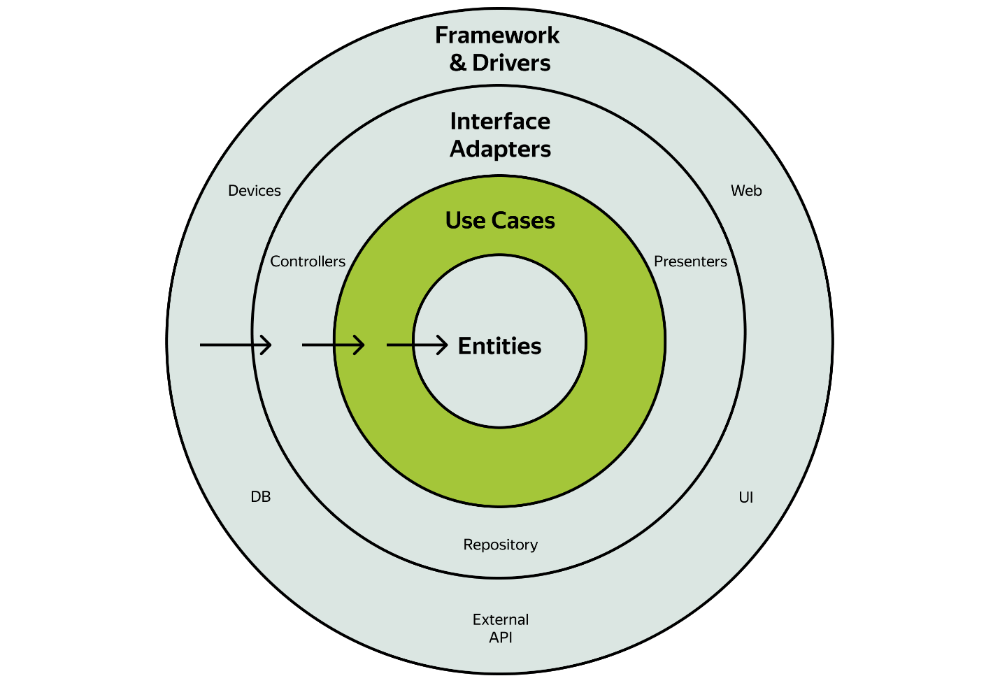 Framework
& Drivers
Interface
Adapters
Devices
Web
Use Cases
Controllers
Presenters
Entities
DB
UI
Repository
External
API